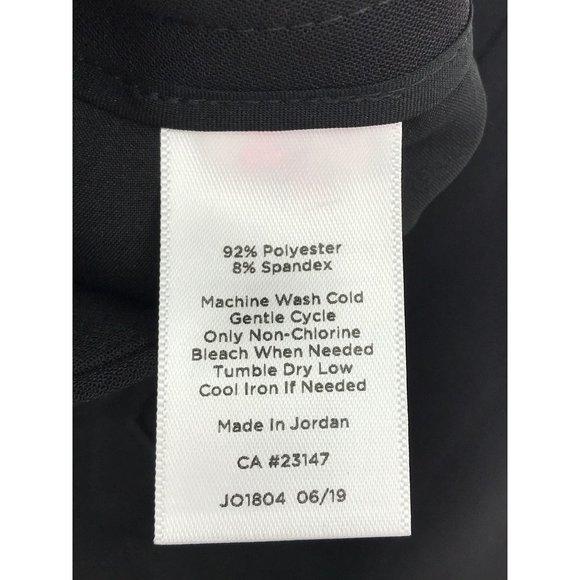 92% Polyester
8% Spandex
Machine Wash Cold
Gentle Cycle
Only Non-Chlorine
Bleach When Needed
Tumble Dry Low
Cool Iron If Needed
Made In Jordan
CA #23147
JO1804 06/19